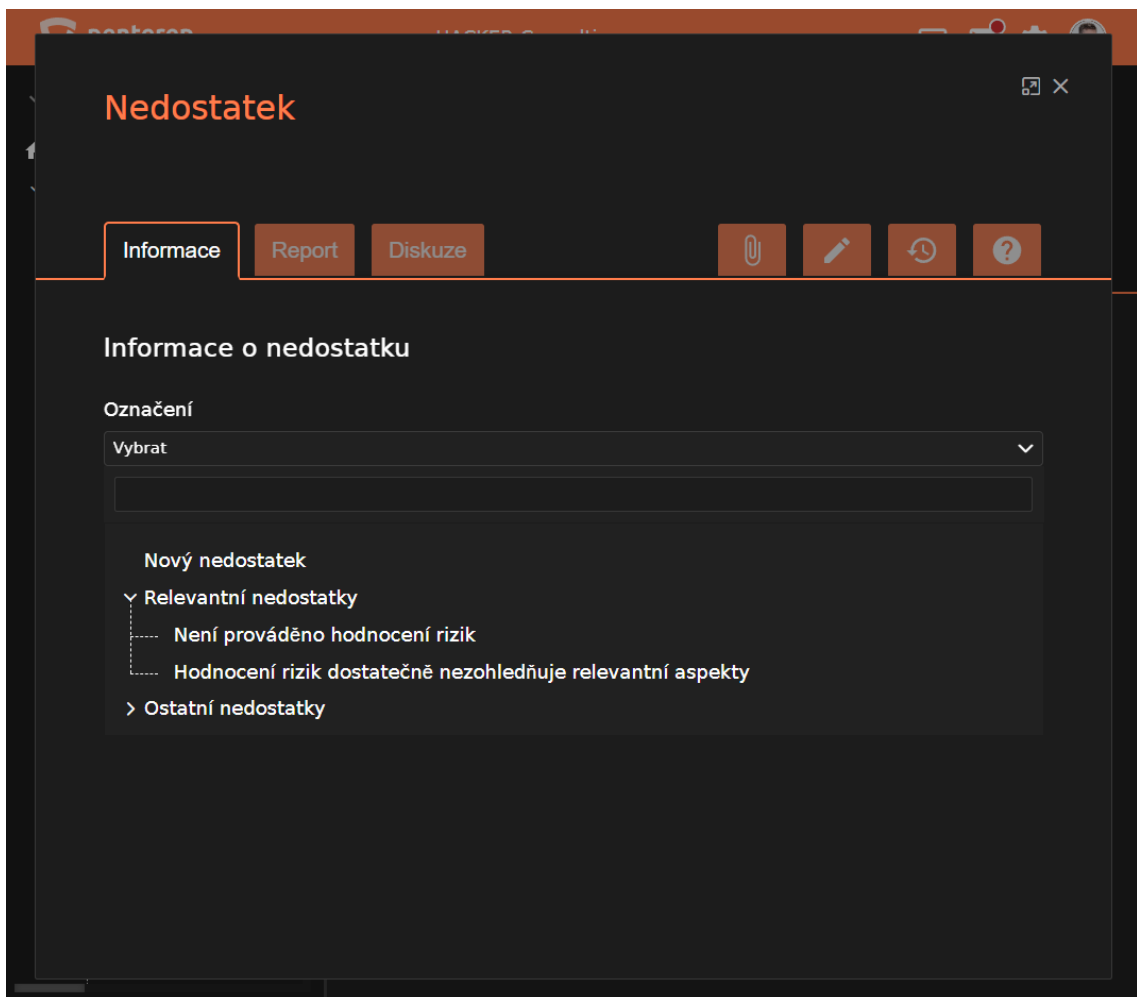 Nedostatek
Informace
Report
Diskuze
Informace o nedostatku
Označení
Vybrat
Nový nedostatek
Relevantní nedostatky
Není prováděno hodnocení rizik
Hodnocení rizik dostatečně nezohledňuje relevantní aspekty
Ostatní nedostatky